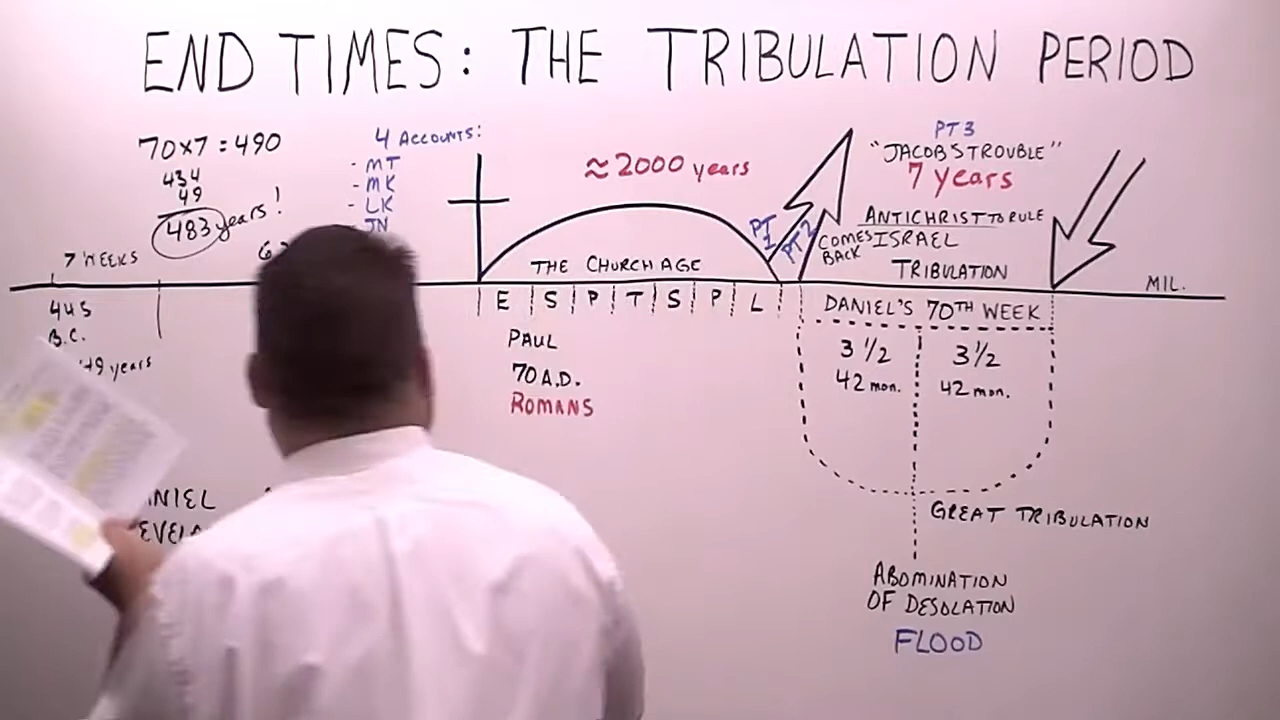 END TIMES: THE TRIBULATION PERIOD
70x7 = 490
434
49
483 years!
7 WEEKS
445
B.C.
49 years
4 ACCOUNTS:
- MT
- MK
- LK
- JN
≈2000 years
THE CHURCH AGE
E S P T S P L
PAUL
70 A.D.
ROMANS
PT 1
PT 2
PT 3
"JACOBS TROUBLE"
7 years
ANTICHRIST TO RULE
COMES BACK
ISRAEL
TRIBULATION
MIL.
DANIEL'S 70TH WEEK
3 1/2 3 1/2
42 mon. 42 mon.
GREAT TRIBULATION
ABOMINATION
OF DESOLATION
FLOOD